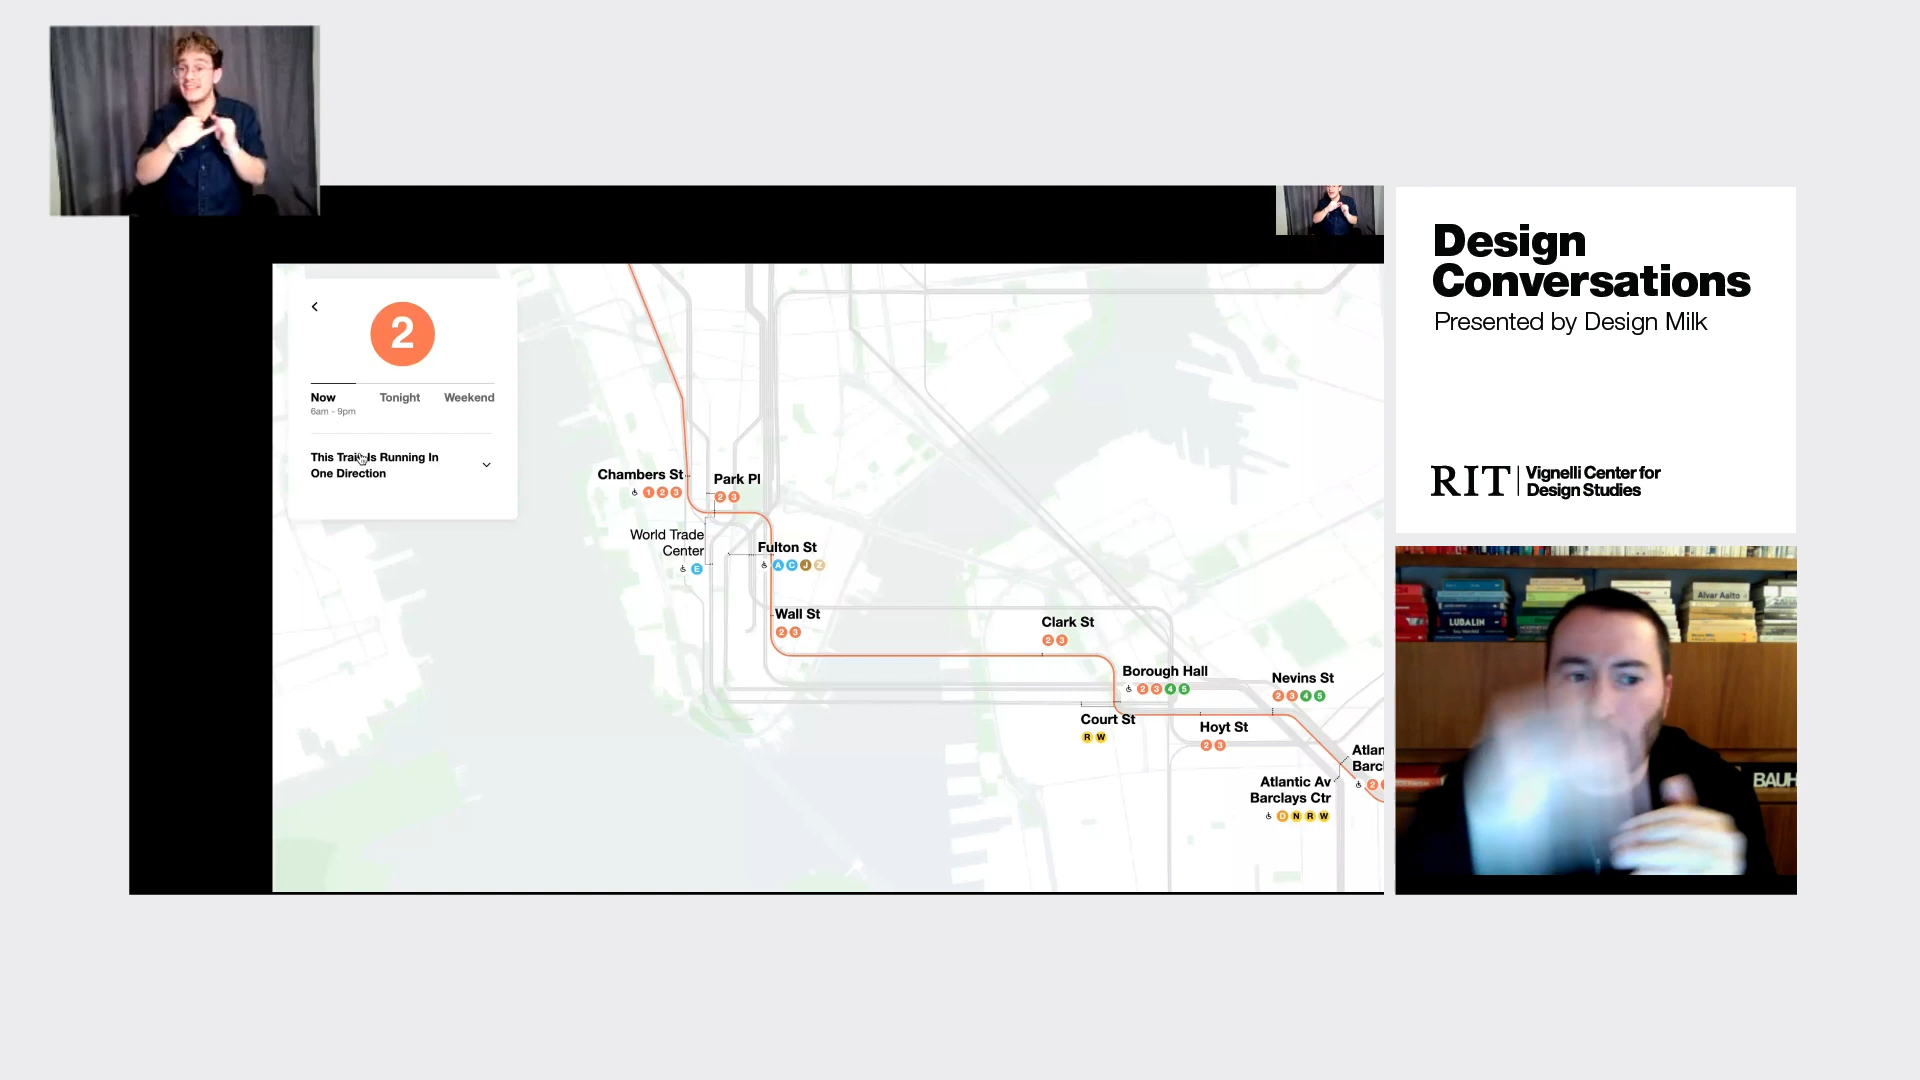 2
Now
6am - 9pm
Tonight
Weekend
This Train Is Running In
One Direction
Chambers St
1 2 3
Park Pl
2 3
World Trade
Center
E
Fulton St
A C J Z
Wall St
2 3
Clark St
2 3
Borough Hall
2 3 4 5
Court St
R W
Hoyt St
2 3
Nevins St
2 3 4 5
Atlan
Barc
2
Atlantic Av
Barclays Ctr
D N R W
Design
Conversations
Presented by Design Milk
RIT
Vignelli Center for
Design Studies
LUBALIN
Alvar Aalto
BAUH